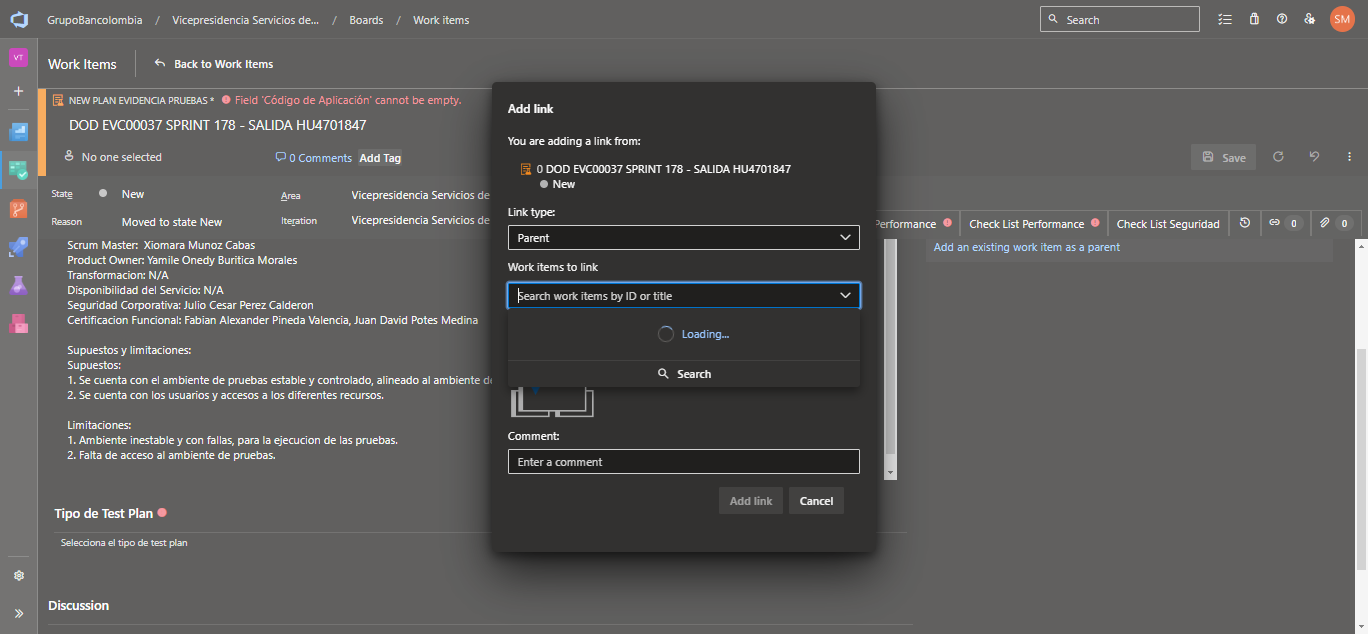 GrupoBancolombia / Vicepresidencia Servicios de... / Boards / Work items
Search
SM
VT
Work Items
Back to Work Items
NEW PLAN EVIDENCIA PRUEBAS * Field 'Código de Aplicación' cannot be empty.
DOD EVC00037 SPRINT 178 - SALIDA HU4701847
No one selected
0 Comments
Add Tag
Save
State
New
Area
Vicepresidencia Servicios de
Reason
Moved to state New
Iteration
Vicepresidencia Servicios de
Performance
Check List Performance
Check List Seguridad
0
0
Add an existing work item as a parent
Scrum Master: Xiomara Munoz Cabas
Product Owner: Yamile Onedy Buritica Morales
Transformacion: N/A
Disponibilidad del Servicio: N/A
Seguridad Corporativa: Julio Cesar Perez Calderon
Certificacion Funcional: Fabian Alexander Pineda Valencia, Juan David Potes Medina
Supuestos y limitaciones:
Supuestos:
1. Se cuenta con el ambiente de pruebas estable y controlado, alineado al ambiente de
2. Se cuenta con los usuarios y accesos a los diferentes recursos.
Limitaciones:
1. Ambiente inestable y con fallas, para la ejecucion de las pruebas.
2. Falta de acceso al ambiente de pruebas.
Tipo de Test Plan
Selecciona el tipo de test plan
Discussion
Add link
You are adding a link from:
0 DOD EVC00037 SPRINT 178 - SALIDA HU4701847
New
Link type:
Parent
Work items to link
Search work items by ID or title
Loading...
Search
Comment:
Enter a comment
Add link
Cancel